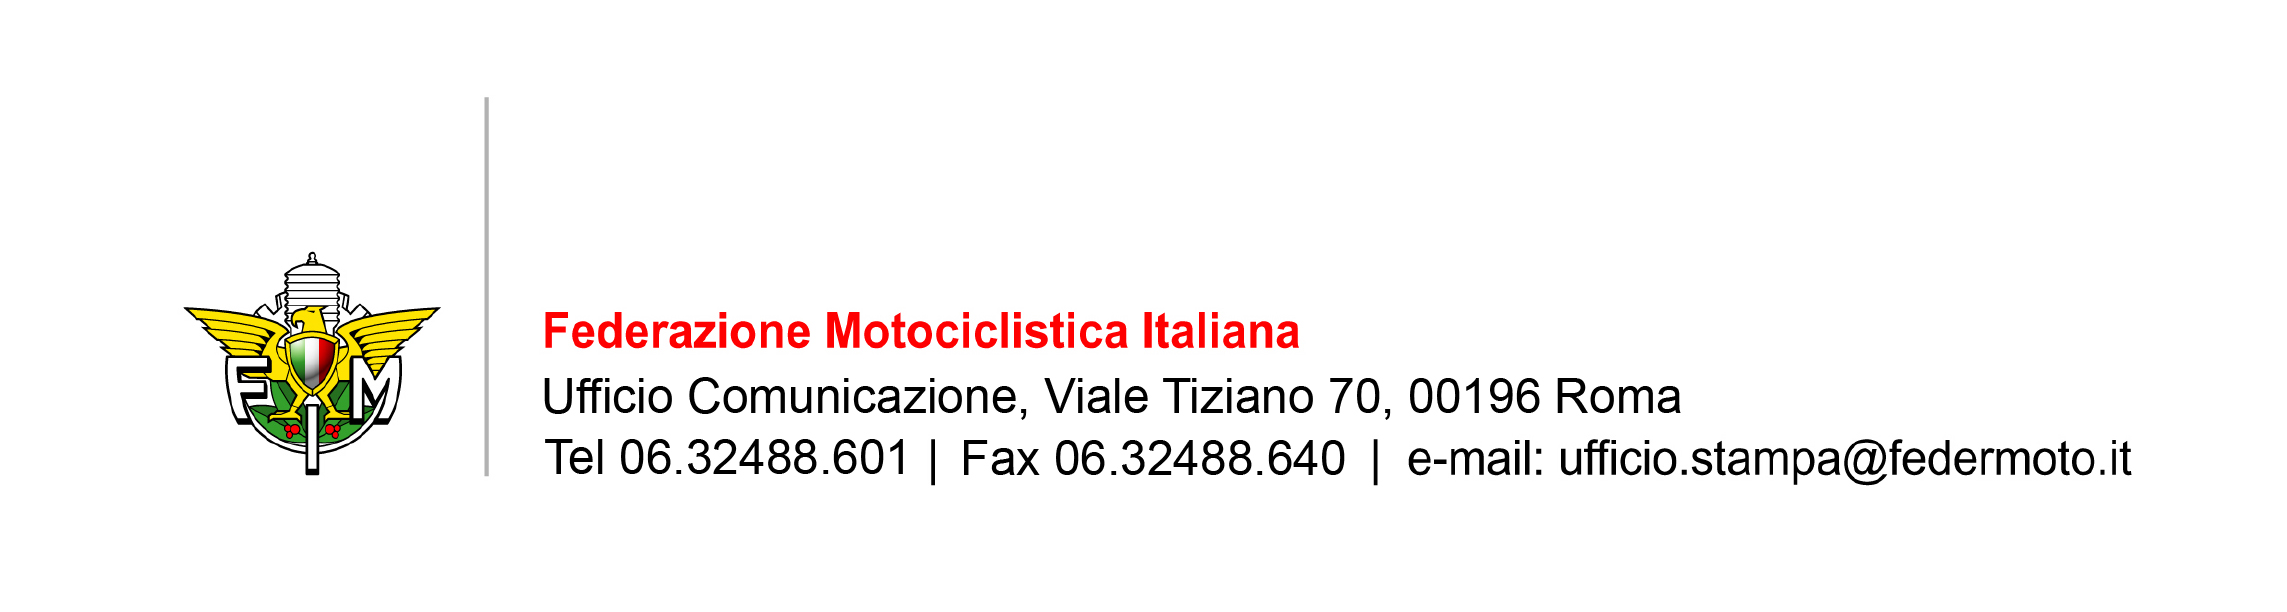 FIM
Federazione Motociclistica Italiana
Ufficio Comunicazione, Viale Tiziano 70, 00196 Roma
Tel 06.32488.601 | Fax 06.32488.640 | e-mail: ufficio.stampa@federmoto.it